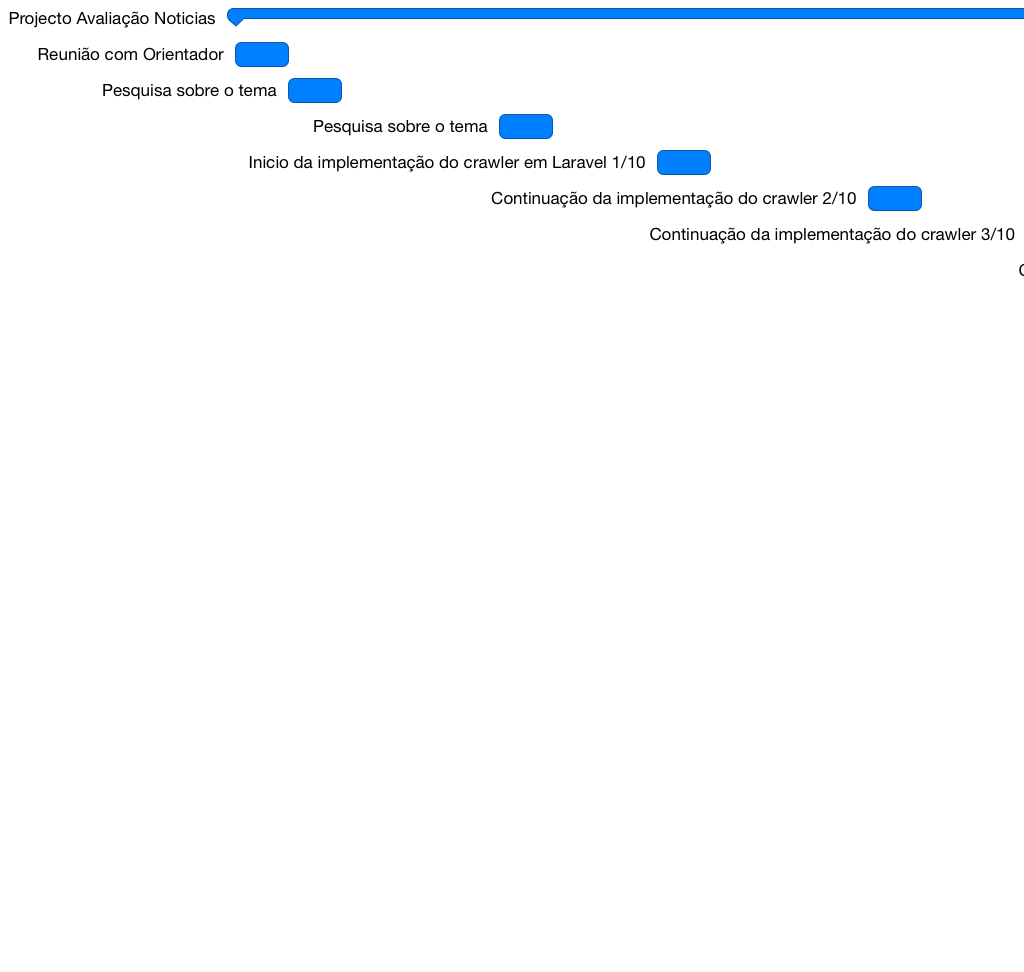 Projecto Avaliação Noticias
Reunião com Orientador
Pesquisa sobre o tema
Pesquisa sobre o tema
Inicio da implementação do crawler em Laravel 1/10
Continuação da implementação do crawler 2/10
Continuação da implementação do crawler 3/10